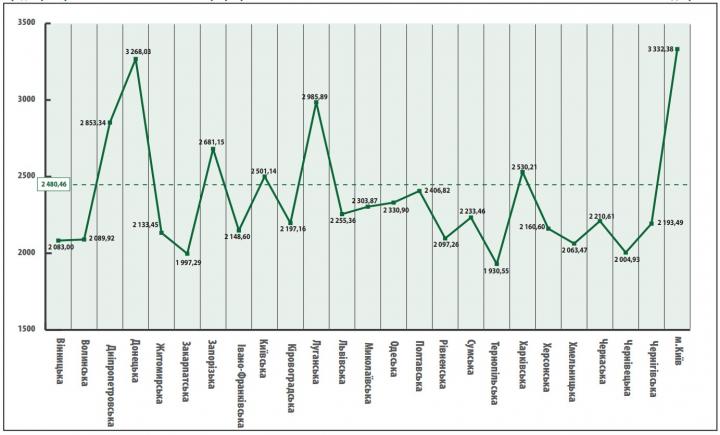 3500
3000
2500
2000
1500
2 480,46
2 083,00
2 089,92
2 853,34
3 268,03
2 133,45
1 997,29
2 681,15
2 148,60
2 501,14
2 197,16
2 985,89
2 255,36
2 303,87
2 330,90
2 406,82
2 097,26
2 233,46
1 930,55
2 530,21
2 160,60
2 063,47
2 210,61
2 004,93
2 193,49
3 332,38
Вінницька
Волинська
Дніпропетровська
Донецька
Житомирська
Закарпатська
Запорізька
Івано-Франківська
Київська
Кіровоградська
Луганська
Львівська
Миколаївська
Одеська
Полтавська
Рівненська
Сумська
Тернопільська
Харківська
Херсонська
Хмельницька
Черкаська
Чернівецька
Чернігівська
м.Київ